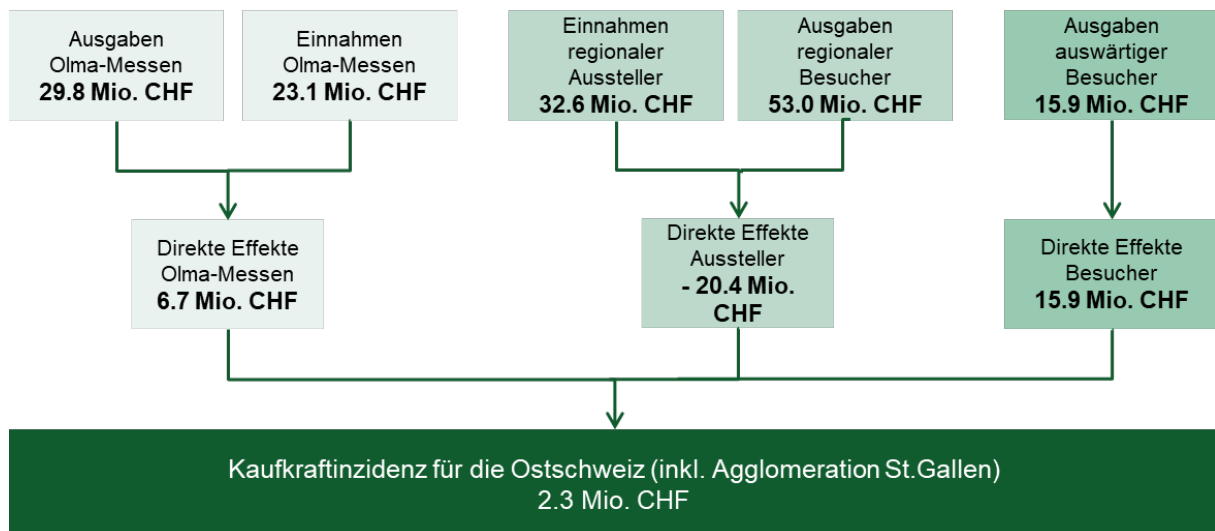 Ausgaben
Olma-Messen
29.8 Mio. CHF
Einnahmen
Olma-Messen
23.1 Mio. CHF
Einnahmen
regionaler
Aussteller
32.6 Mio. CHF
Ausgaben
regionaler
Besucher
53.0 Mio. CHF
Ausgaben
auswärtiger
Besucher
15.9 Mio. CHF
Direkte Effekte
Olma-Messen
6.7 Mio. CHF
Direkte Effekte
Aussteller
- 20.4 Mio.
CHF
Direkte Effekte
Besucher
15.9 Mio. CHF
Kaufkraftinzidenz für die Ostschweiz (inkl. Agglomeration St.Gallen)
2.3 Mio. CHF